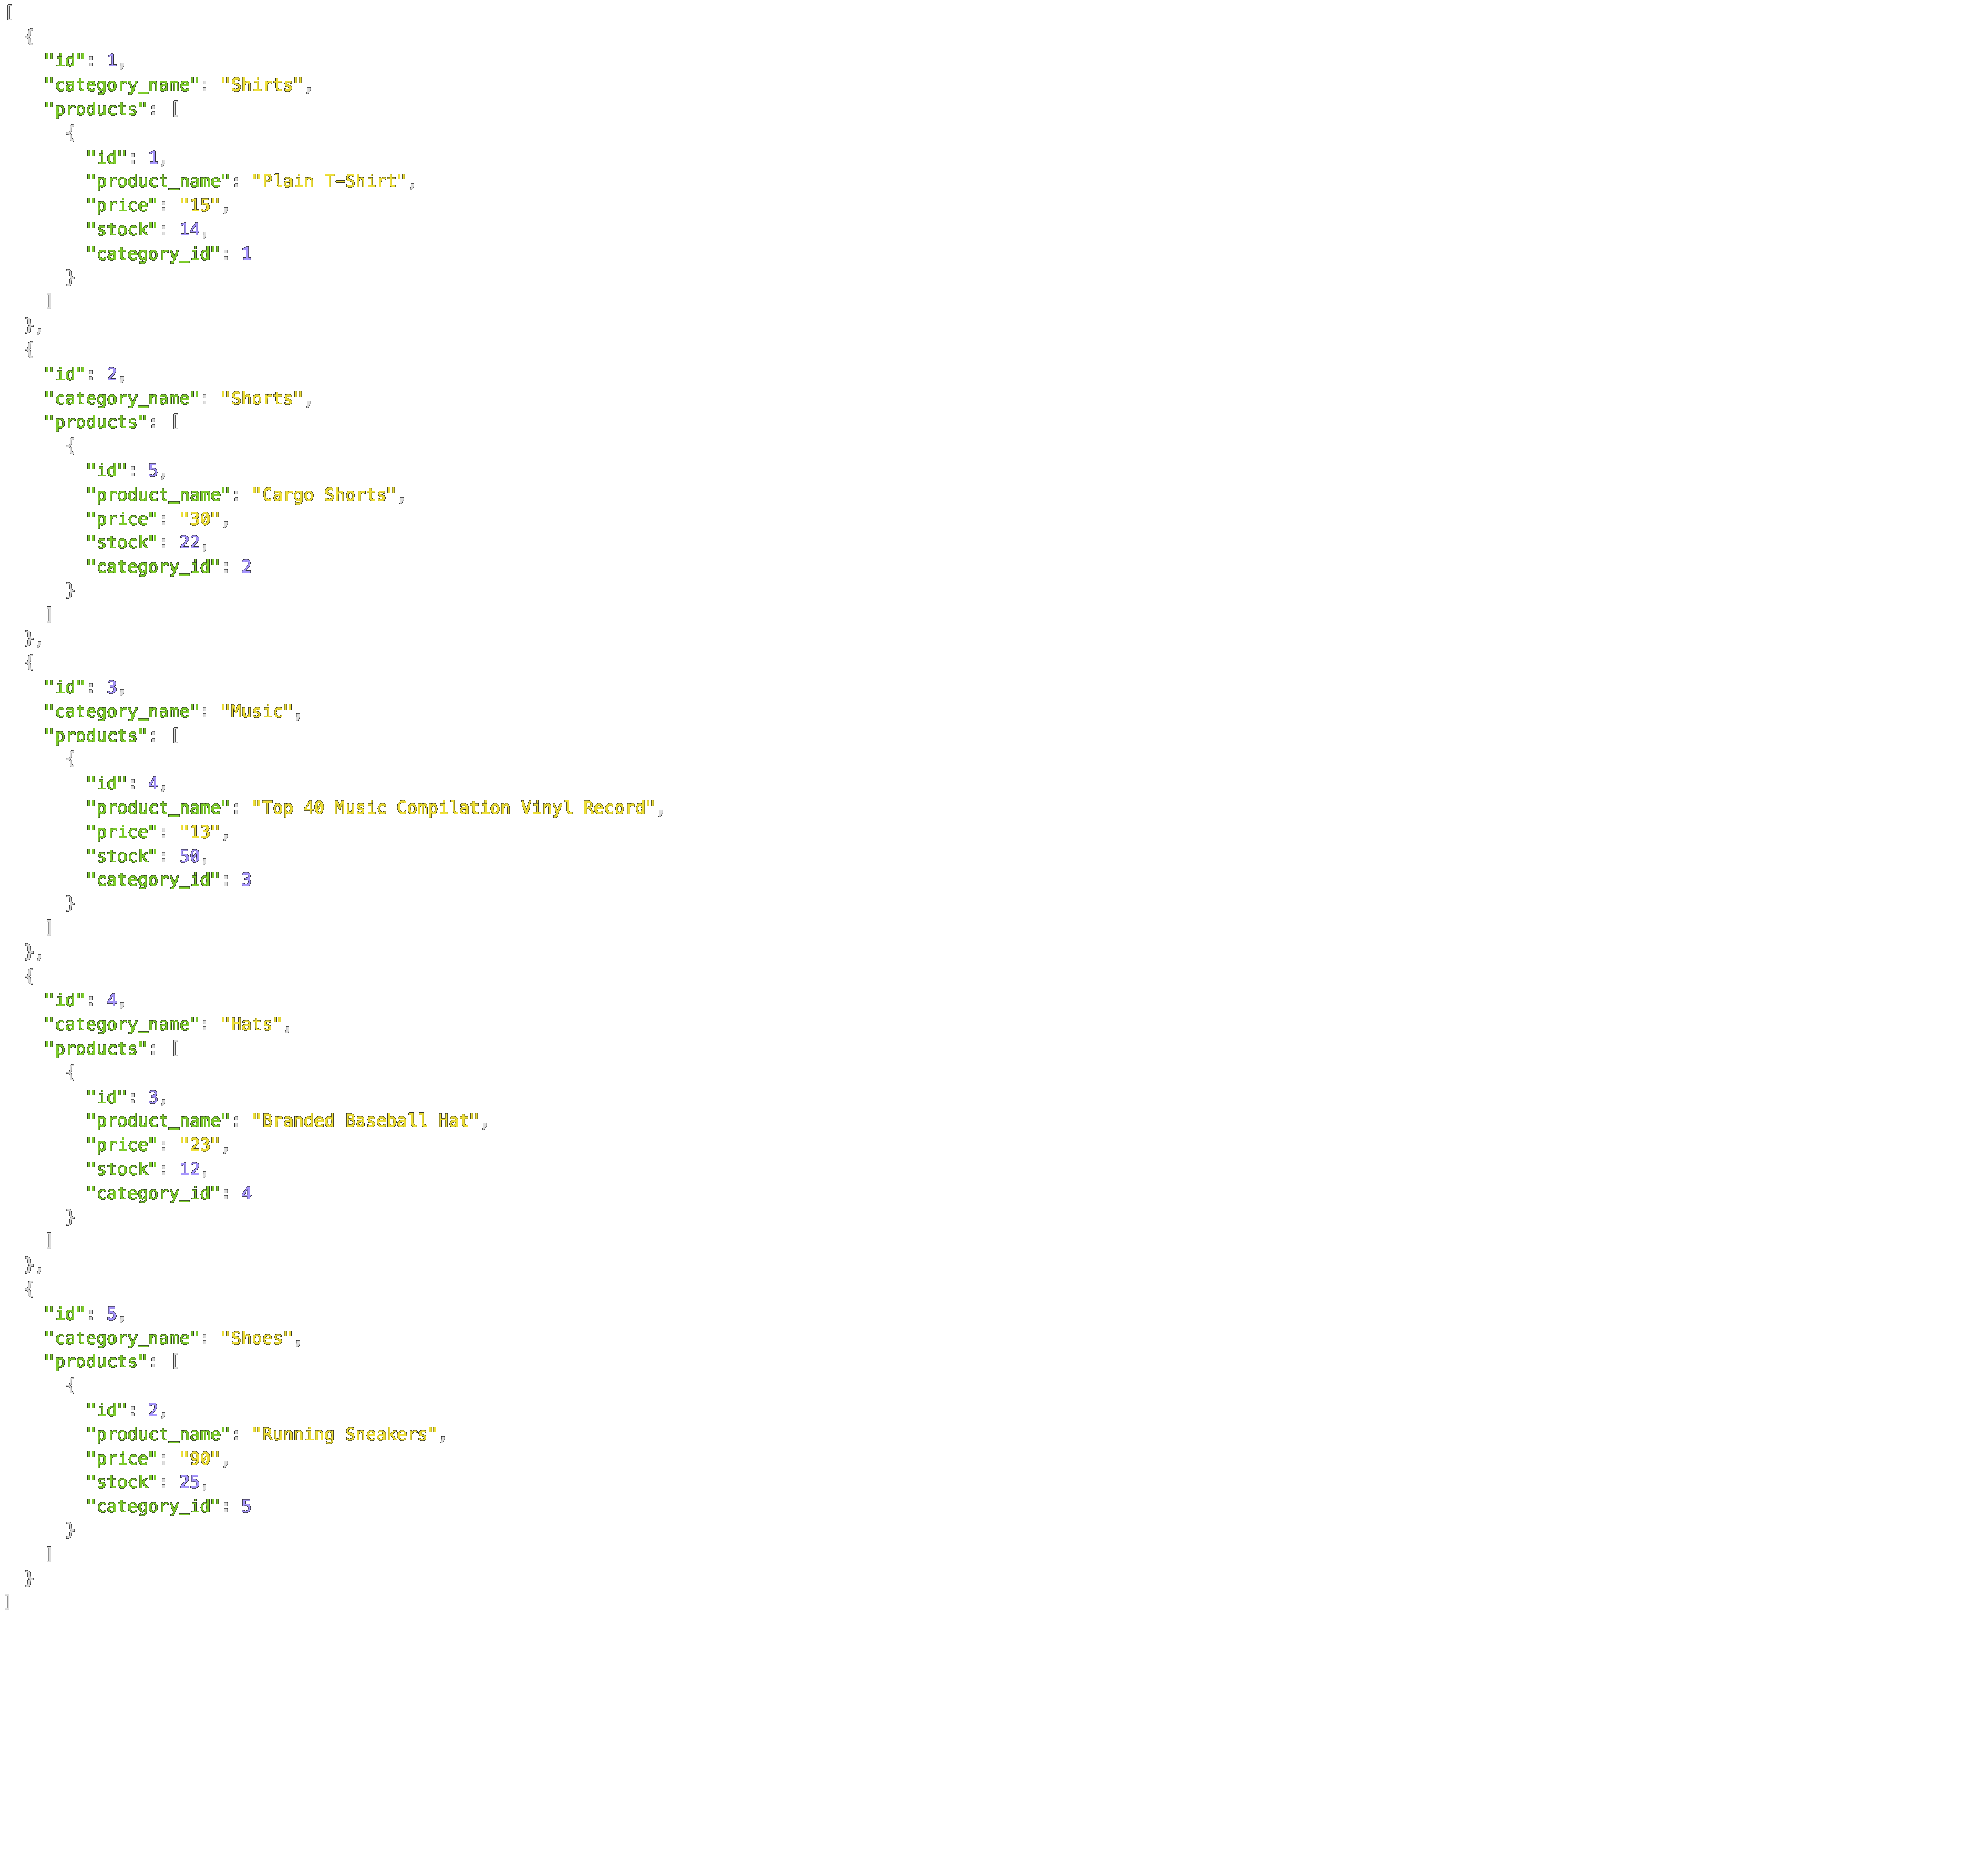 [
  {
    "id": 1,
    "category_name": "Shirts",
    "products": [
      {
        "id": 1,
        "product_name": "Plain T-Shirt",
        "price": "15",
        "stock": 14,
        "category_id": 1
      }
    ]
  },
  {
    "id": 2,
    "category_name": "Shorts",
    "products": [
      {
        "id": 5,
        "product_name": "Cargo Shorts",
        "price": "30",
        "stock": 22,
        "category_id": 2
      }
    ]
  },
  {
    "id": 3,
    "category_name": "Music",
    "products": [
      {
        "id": 4,
        "product_name": "Top 40 Music Compilation Vinyl Record",
        "price": "13",
        "stock": 50,
        "category_id": 3
      }
    ]
  },
  {
    "id": 4,
    "category_name": "Hats",
    "products": [
      {
        "id": 3,
        "product_name": "Branded Baseball Hat",
        "price": "23",
        "stock": 12,
        "category_id": 4
      }
    ]
  },
  {
    "id": 5,
    "category_name": "Shoes",
    "products": [
      {
        "id": 2,
        "product_name": "Running Sneakers",
        "price": "90",
        "stock": 25,
        "category_id": 5
      }
    ]
  }
]